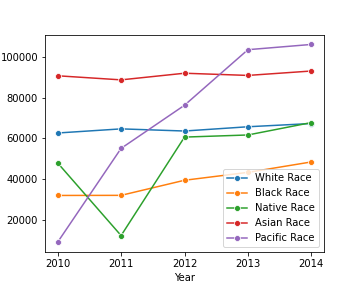 100000
80000
60000
40000
20000
2010 2011 2012 2013 2014
Year
White Race
Black Race
Native Race
Asian Race
Pacific Race